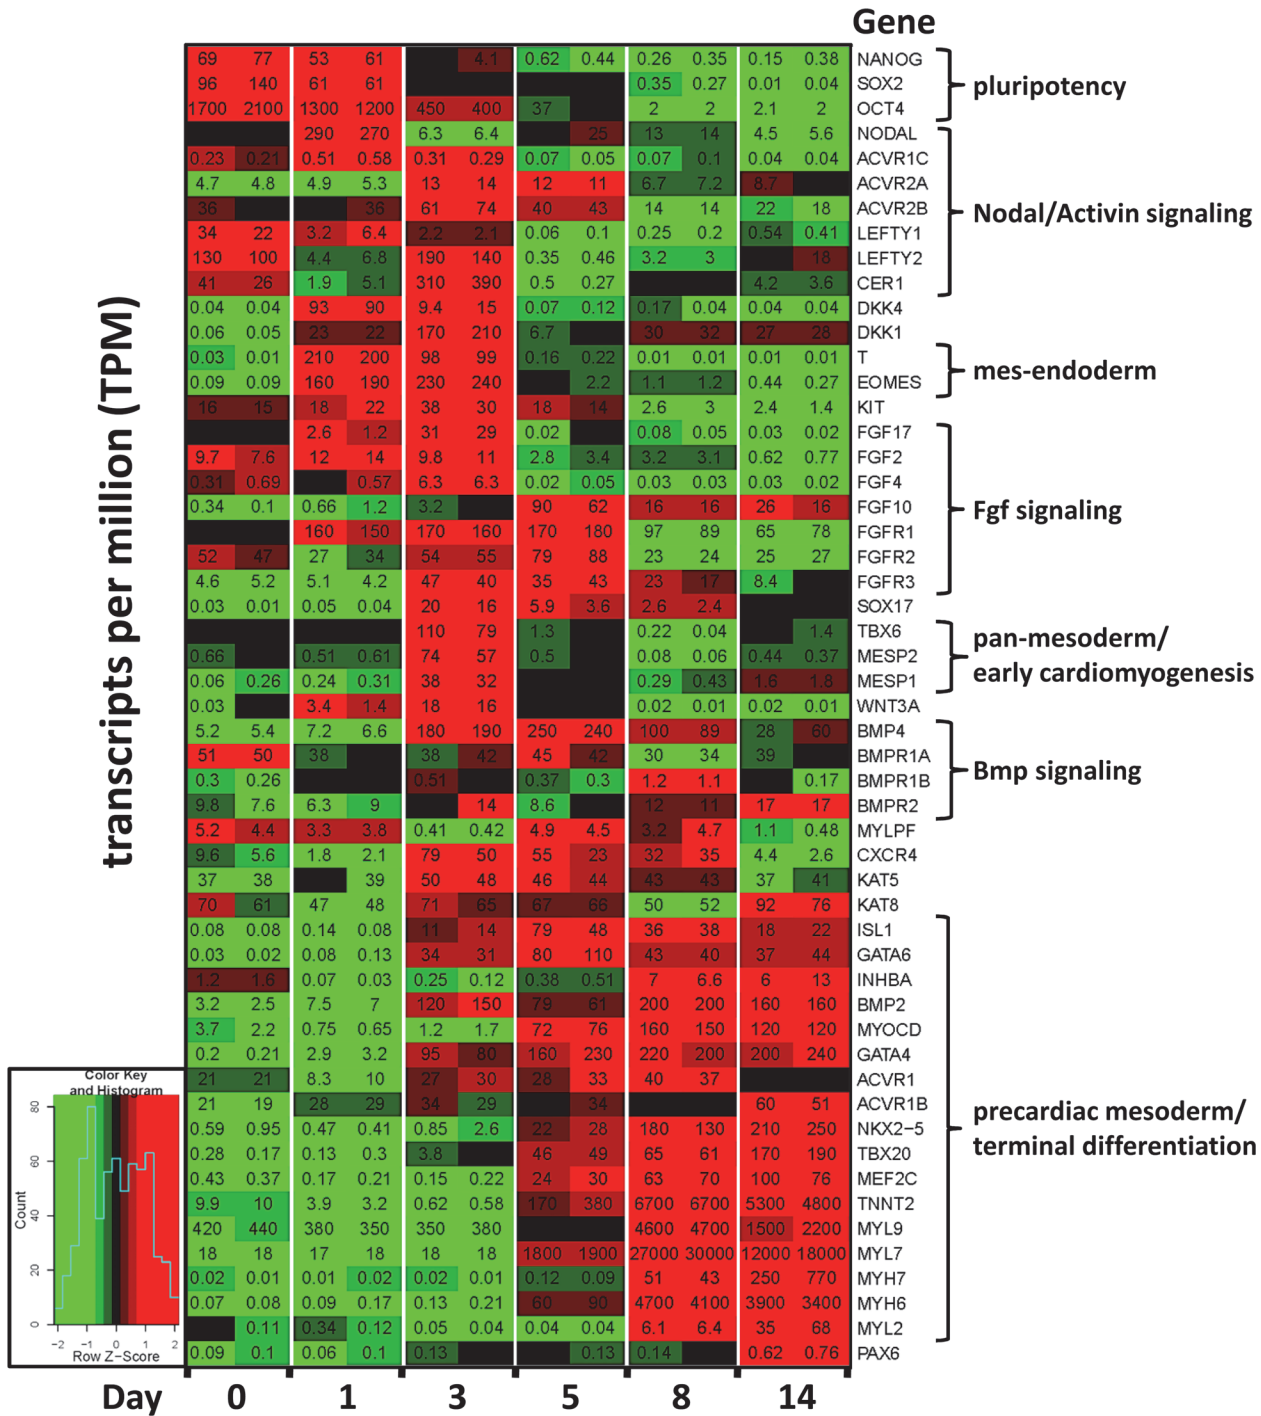 Gene
69 77 53 61 4.1 0.62 0.44 0.26 0.35 0.15 0.38 NANOG
96 140 61 61 0.35 0.27 0.01 0.04 SOX2
pluripotency
1700 2100 1300 1200 450 400 37 2 2 2.1 2 OCT4
290 270 6.3 6.4 25 13 14 4.5 5.6 NODAL
0.23 0.21 0.51 0.58 0.31 0.29 0.07 0.05 0.07 0.1 0.04 0.04 ACVR1C
4.7 4.8 4.9 5.3 13 14 12 11 6.7 7.2 8.7 ACVR2A
36 36 61 74 40 43 14 14 22 18 ACVR2B
Nodal/Activin signaling
34 22 3.2 6.4 2.2 2.1 0.06 0.1 0.25 0.2 0.54 0.41 LEFTY1
130 100 4.4 6.8 190 140 0.35 0.46 3.2 3 18 LEFTY2
41 26 1.9 5.1 310 390 0.5 0.27 4.2 3.6 CER1
0.04 0.04 93 90 9.4 15 0.07 0.12 0.17 0.04 0.04 0.04 DKK4
0.06 0.05 23 22 170 210 6.7 30 32 27 28 DKK1
0.03 0.01 210 200 98 99 0.16 0.22 0.01 0.01 0.01 0.01 T
mes-endoderm
0.09 0.09 160 190 230 240 2.2 1.1 1.2 0.44 0.27 EOMES
16 15 18 22 38 30 18 14 2.6 3 2.4 1.4 KIT
2.6 1.2 31 29 0.02 0.08 0.05 0.03 0.02 FGF17
9.7 7.6 12 14 9.8 11 2.8 3.4 3.2 3.1 0.62 0.77 FGF2
0.31 0.69 0.57 6.3 6.3 0.02 0.05 0.03 0.03 0.03 0.02 FGF4
0.34 0.1 0.66 1.2 3.2 90 62 16 16 26 16 FGF10
Fgf signaling
160 150 170 160 170 180 97 89 65 78 FGFR1
52 47 27 34 54 55 79 88 23 24 25 27 FGFR2
4.6 5.2 5.1 4.2 47 40 35 43 23 17 8.4 FGFR3
0.03 0.01 0.05 0.04 20 16 5.9 3.6 2.6 2.4 SOX17
110 79 1.3 0.22 0.04 1.4 TBX6
pan-mesoderm/
0.66 0.51 0.61 74 57 0.5 0.08 0.06 0.44 0.37 MESP2
early cardiomyogenesis
0.06 0.26 0.24 0.31 38 32 0.29 0.43 1.6 1.8 MESP1
0.03 3.4 1.4 18 16 0.02 0.01 0.02 0.01 WNT3A
5.2 5.4 7.2 6.6 180 190 250 240 100 89 28 60 BMP4
51 50 38 38 42 45 42 30 34 39 BMPR1A
Bmp signaling
0.3 0.26 0.51 0.37 0.3 1.2 1.1 0.17 BMPR1B
9.8 7.6 6.3 9 14 8.6 12 11 17 17 BMPR2
5.2 4.4 3.3 3.8 0.41 0.42 4.9 4.5 3.2 4.7 1.1 0.48 MYLPF
9.6 5.6 1.8 2.1 79 50 55 23 32 35 4.4 2.6 CXCR4
37 38 39 50 48 46 44 43 43 37 41 KAT5
70 61 47 48 71 65 67 66 50 52 92 76 KAT8
0.08 0.08 0.14 0.08 11 14 79 48 36 38 18 22 ISL1
0.03 0.02 0.08 0.13 34 31 80 110 43 40 37 44 GATA6
1.2 1.6 0.07 0.03 0.25 0.12 0.38 0.51 7 6.6 6 13 INHBA
3.2 2.5 7.5 7 120 150 79 61 200 200 160 160 BMP2
3.7 2.2 0.75 0.65 1.2 1.7 72 76 160 150 120 120 MYOCD
0.2 0.21 2.9 3.2 95 80 160 230 220 200 200 240 GATA4
21 21 8.3 10 27 30 28 33 40 37 ACVR1
21 19 28 29 34 29 34 60 51 ACVR1B
precardiac mesoderm/
0.59 0.95 0.47 0.41 0.85 2.6 22 28 180 130 210 250 NKX2−5
terminal differentiation
0.28 0.17 0.13 0.3 3.8 46 49 65 61 170 190 TBX20
0.43 0.37 0.17 0.21 0.15 0.22 24 30 63 70 100 76 MEF2C
9.9 10 3.9 3.2 0.62 0.58 170 380 6700 6700 5300 4800 TNNT2
420 440 380 350 350 380 4600 4700 1500 2200 MYL9
18 18 17 18 18 18 1800 1900 27000 30000 12000 18000 MYL7
0.02 0.01 0.01 0.02 0.02 0.01 0.12 0.09 51 43 250 770 MYH7
0.07 0.08 0.09 0.17 0.13 0.21 60 90 4700 4100 3900 3400 MYH6
0.11 0.34 0.12 0.05 0.04 0.04 0.04 6.1 6.4 35 68 MYL2
0.09 0.1 0.06 0.1 0.13 0.13 0.14 0.62 0.76 PAX6
transcripts per million (TPM)
Color Key
and Histogram
Count
0 20 40 60 80
−2 −1 0 1 2
Row Z−Score
Day 0 1 3 5 8 14